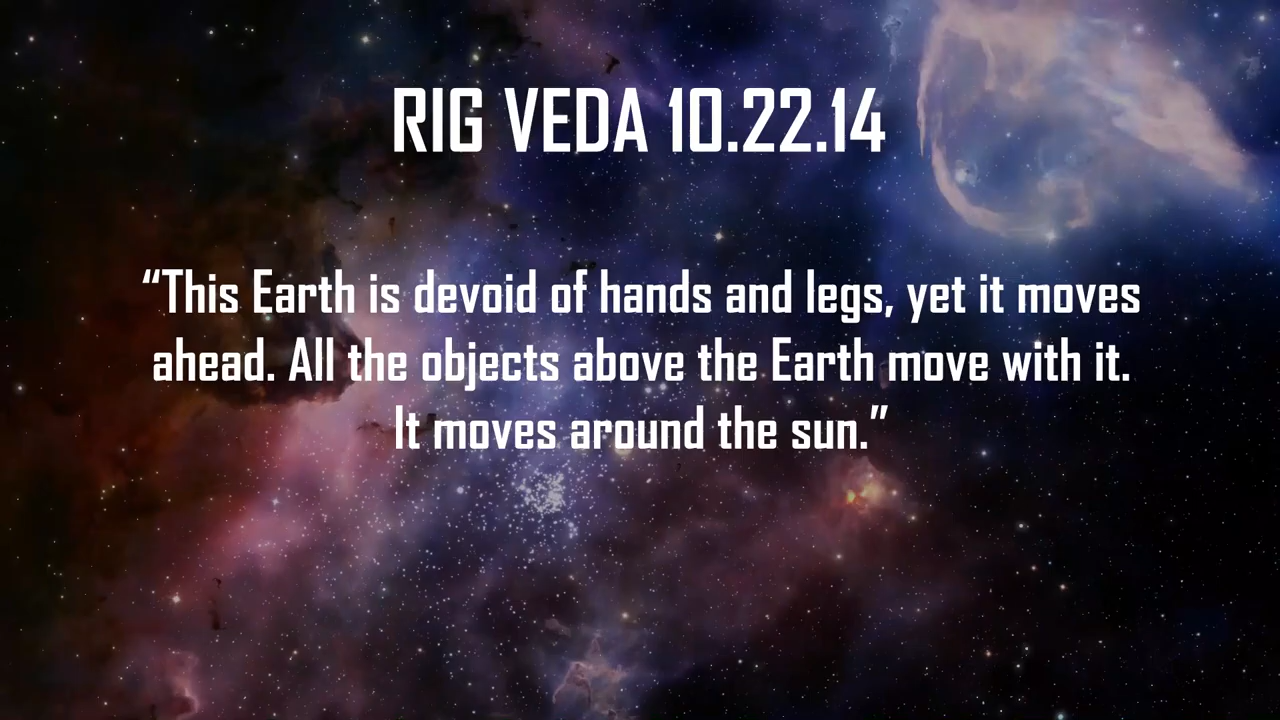 RIG VEDA 10.22.14
“This Earth is devoid of hands and legs, yet it moves
ahead. All the objects above the Earth move with it.
It moves around the sun.”